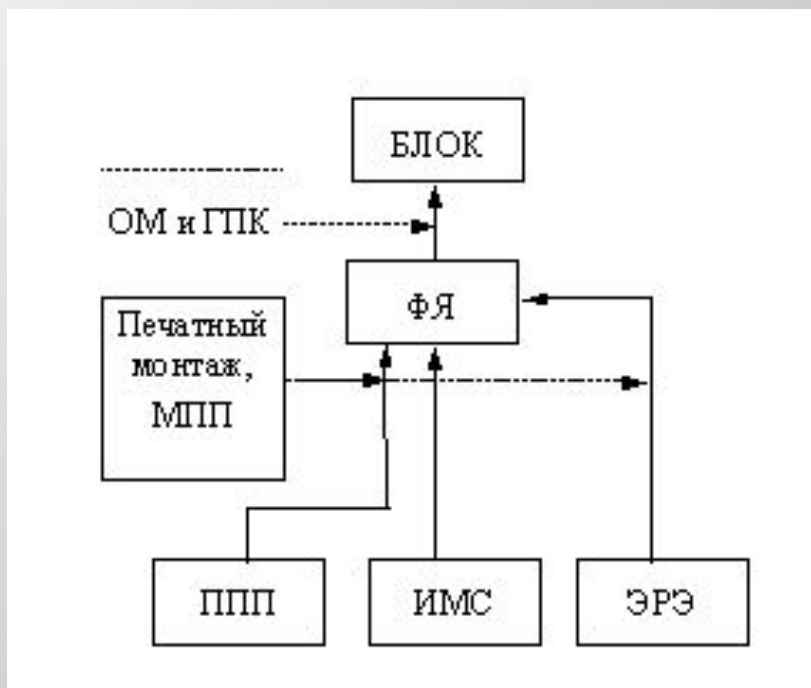 БЛОК
ОМ и ГПК
ФЯ
Печатный
монтаж,
МПП
ППП
ИМС
ЭРЭ